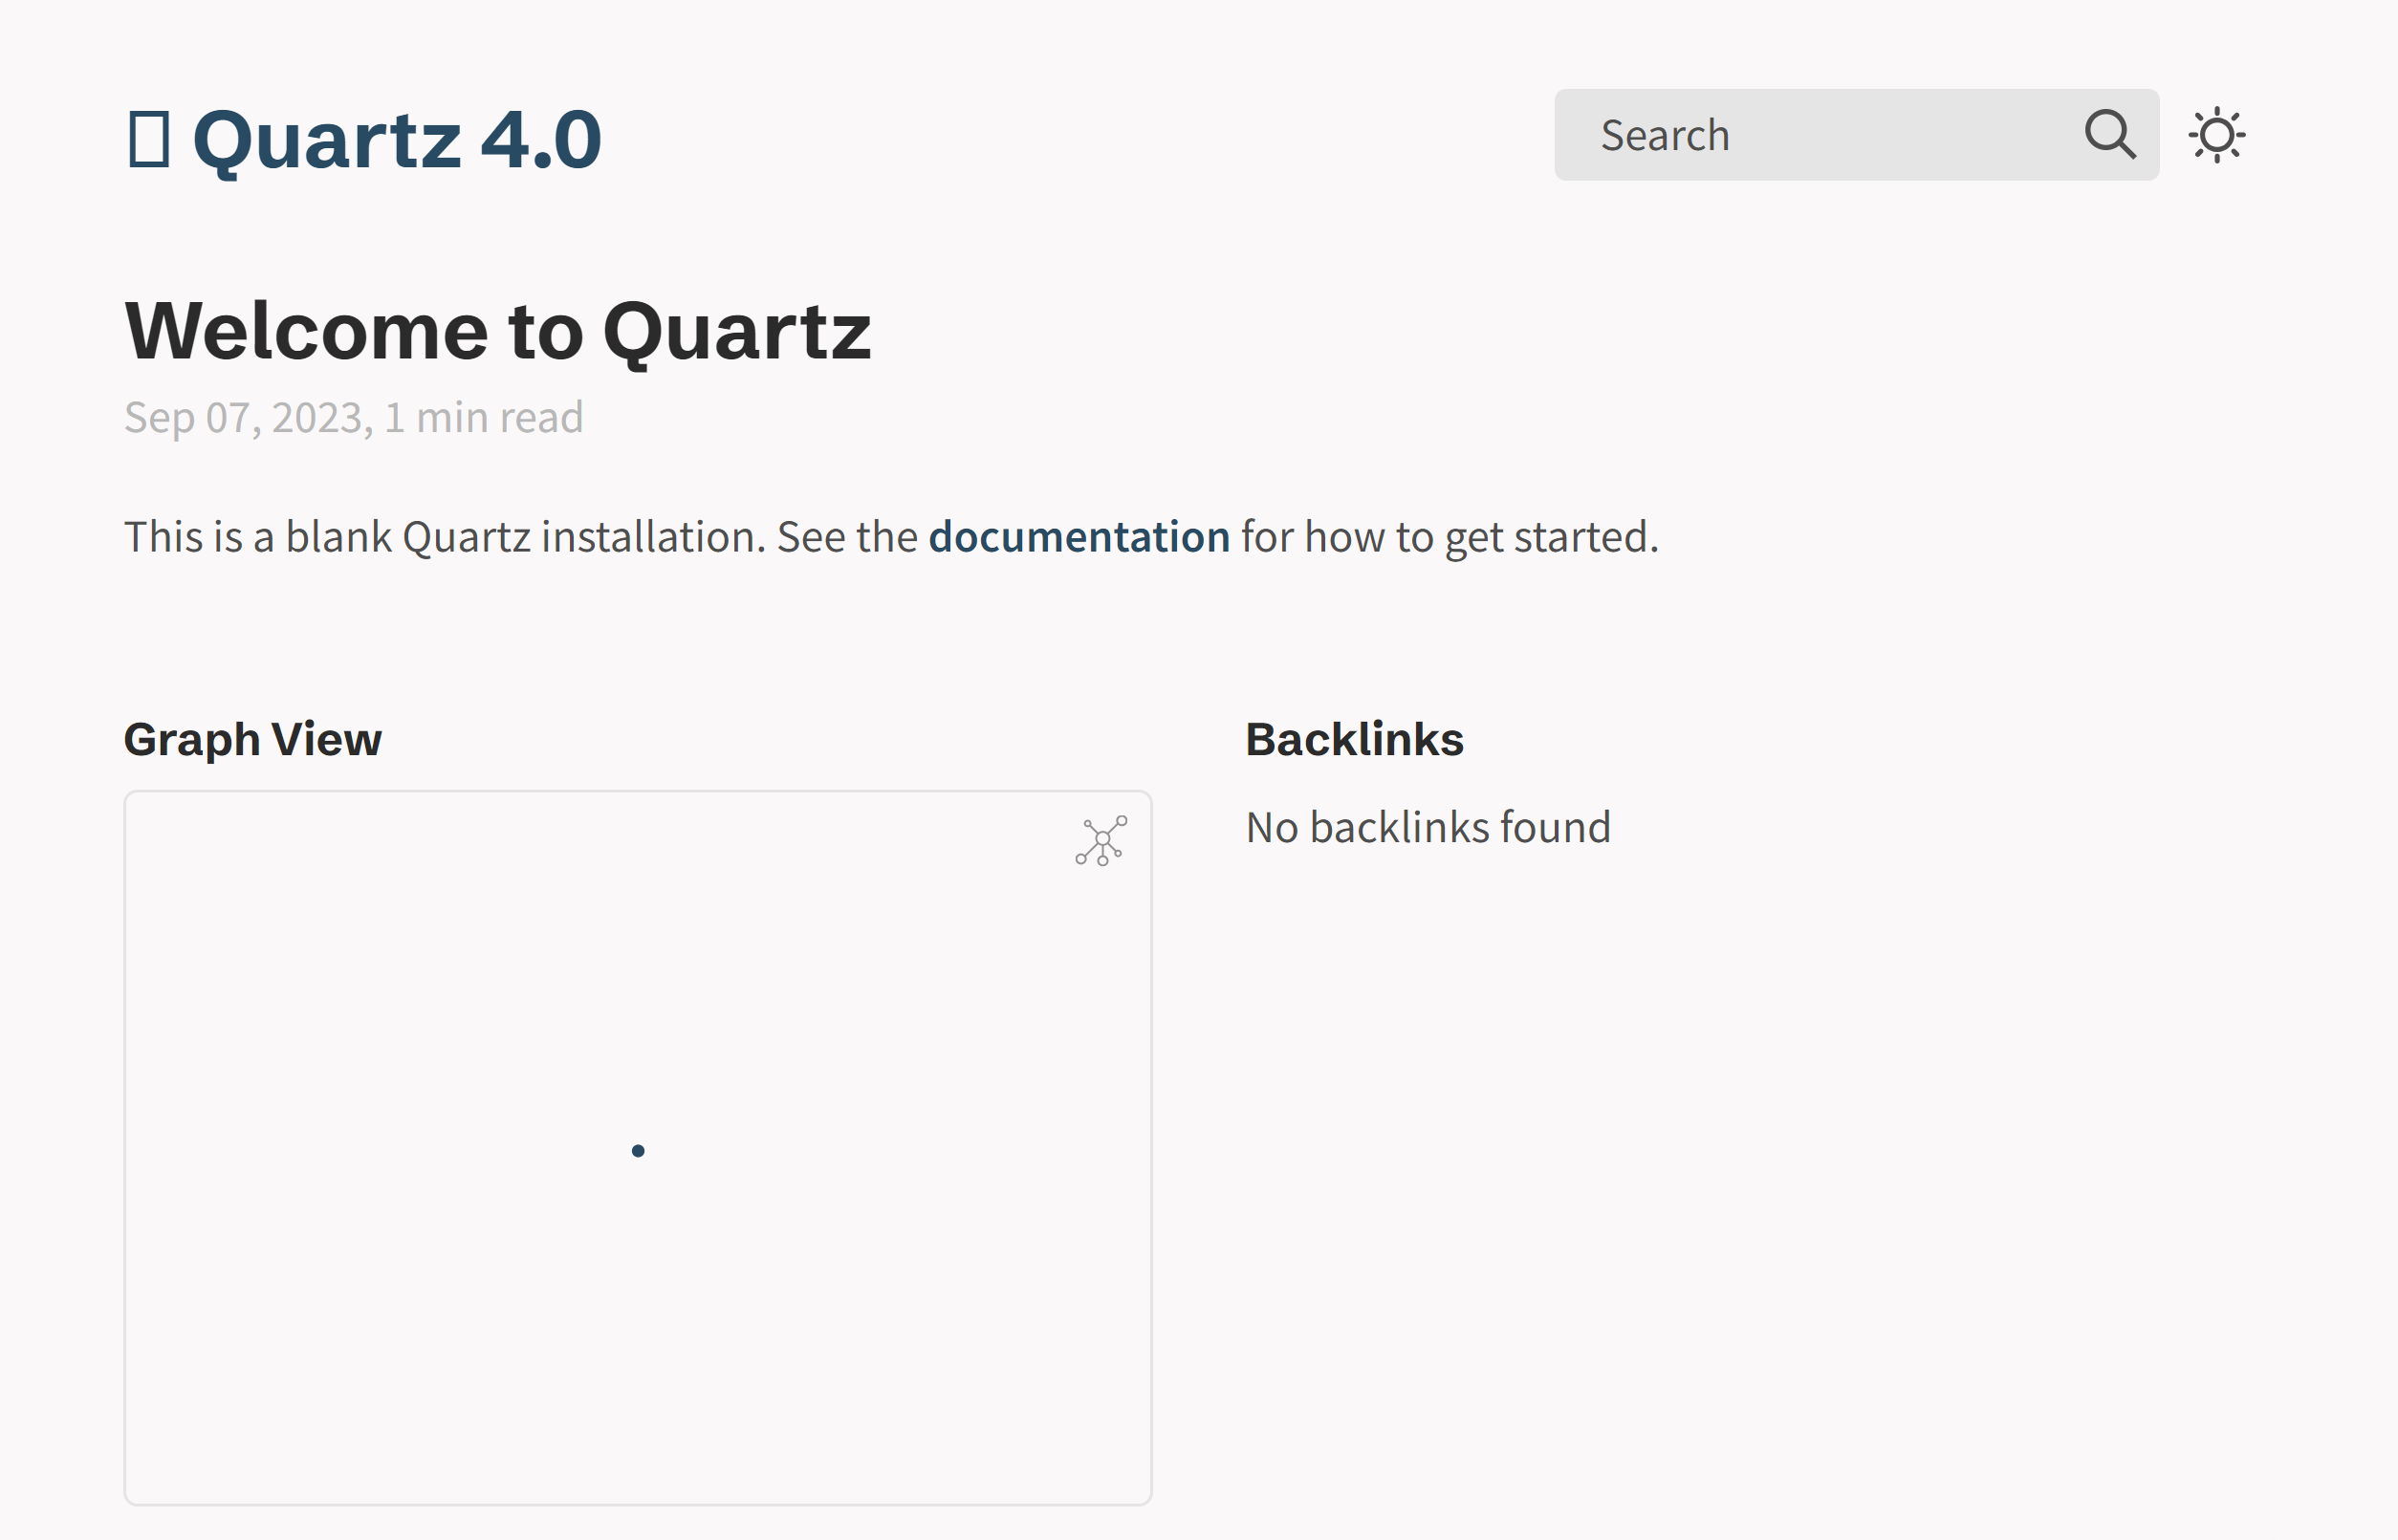 Quartz 4.0
Search
Welcome to Quartz
Sep 07, 2023, 1 min read
This is a blank Quartz installation. See the documentation for how to get started.
Graph View
Backlinks
No backlinks found